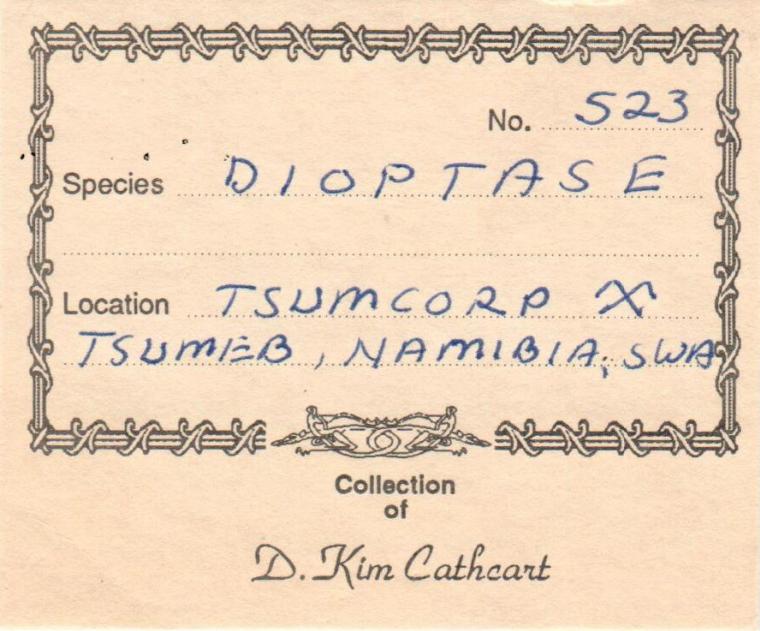 No. 523
Species DIOPTASE
Location TSUMCORP ⚒
TSUMEB, NAMIBIA, SWA
Collection
of
D. Kim Cathcart